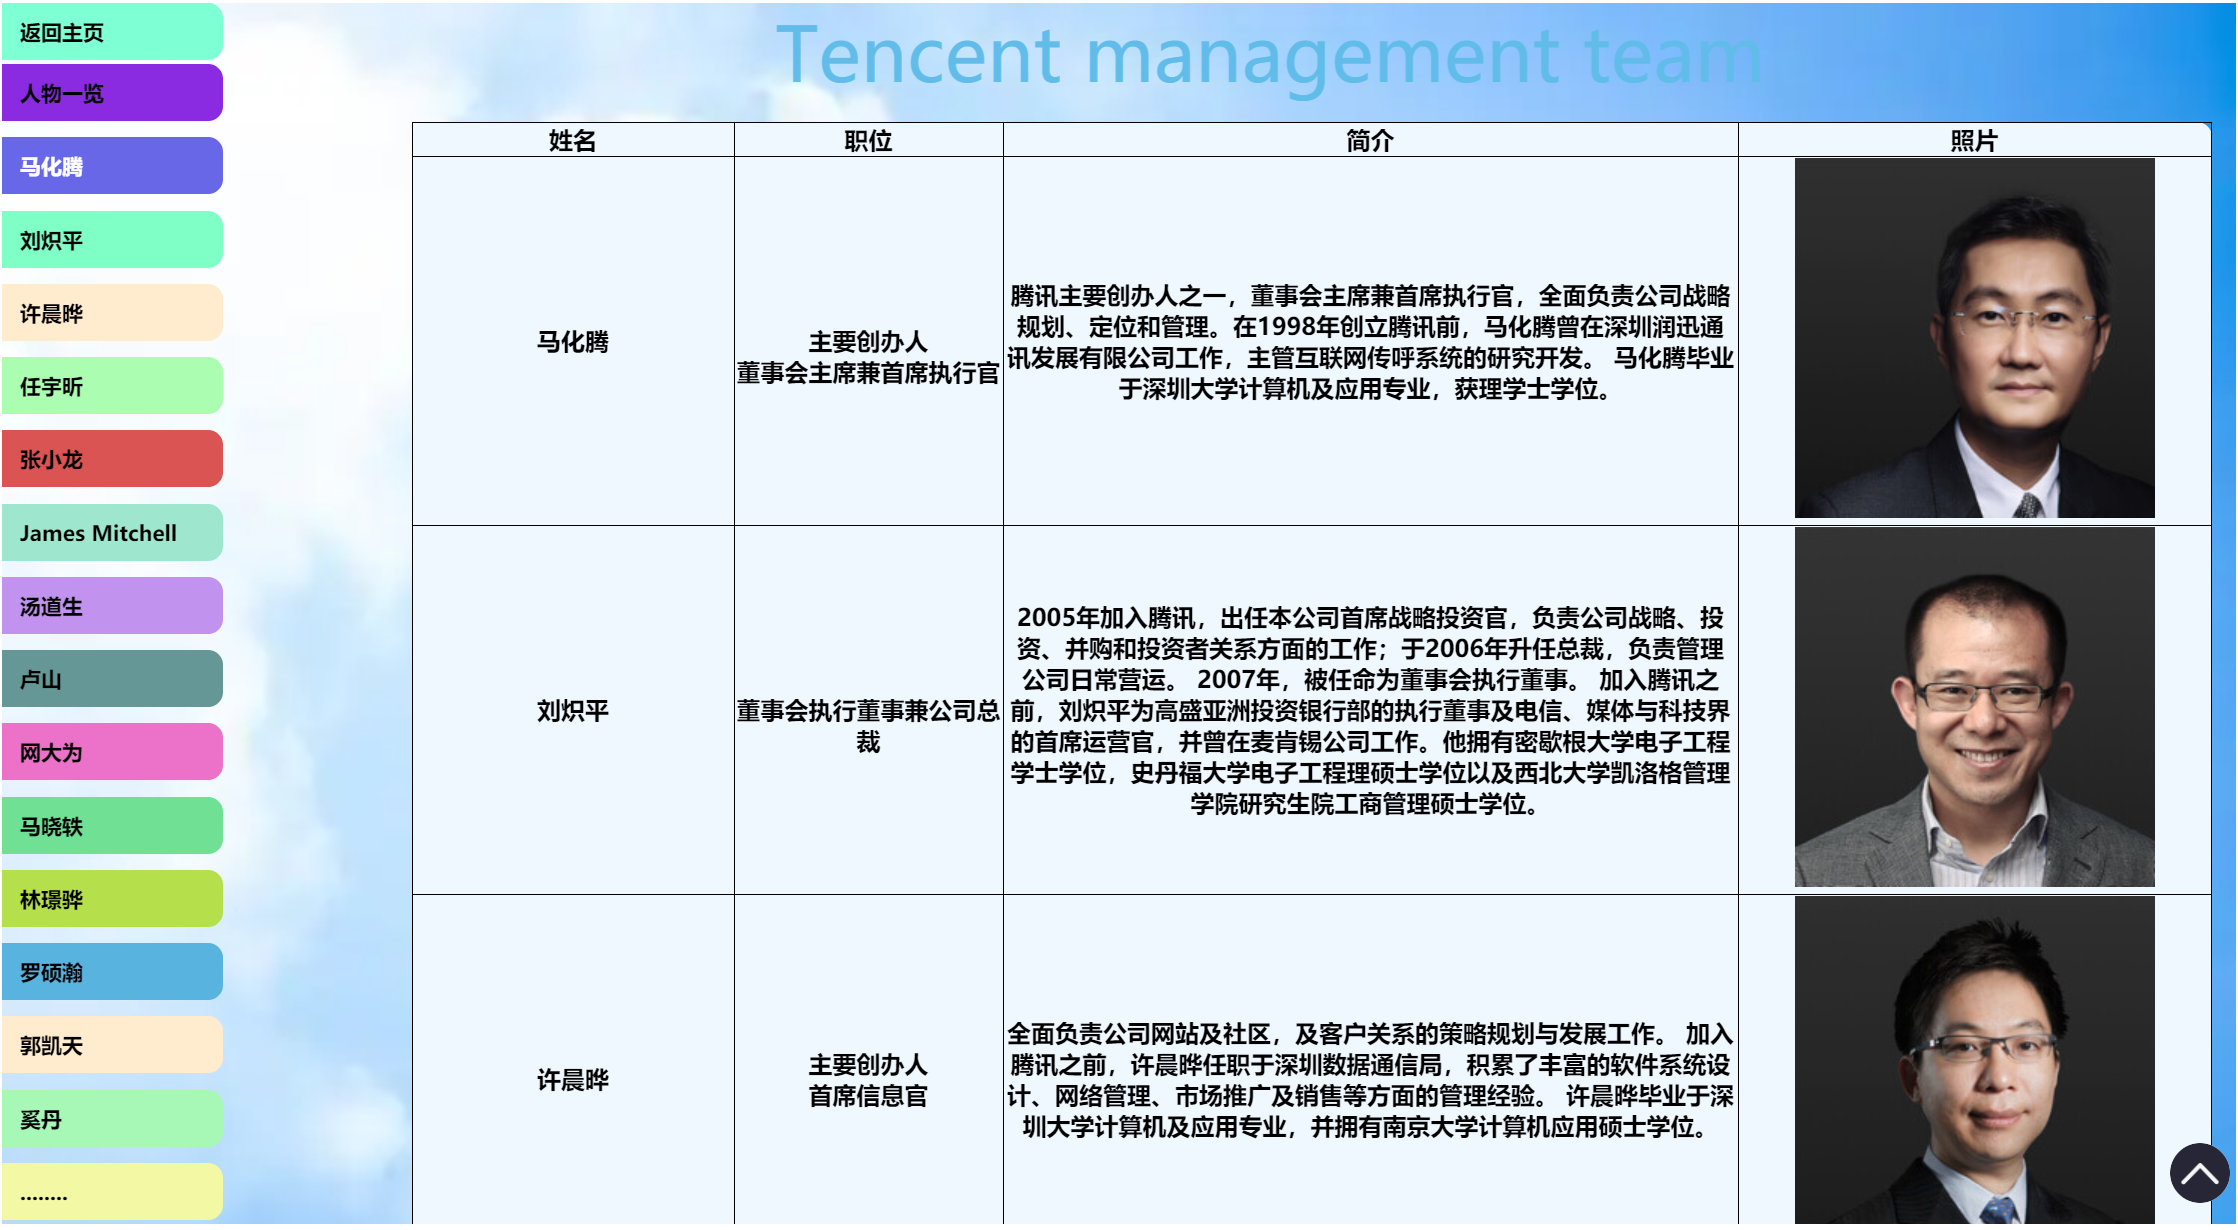 返回主页
人物一览
马化腾
刘炽平
许晨晔
任宇昕
张小龙
James Mitchell
汤道生
卢山
网大为
马晓轶
林璟骅
罗硕瀚
郭凯天
奚丹
........
Tencent management team
姓名 职位 简介 照片
马化腾
主要创办人
董事会主席兼首席执行官
腾讯主要创办人之一，董事会主席兼首席执行官，全面负责公司战略
规划、定位和管理。在1998年创立腾讯前，马化腾曾在深圳润迅通
讯发展有限公司工作，主管互联网传呼系统的研究开发。 马化腾毕业
于深圳大学计算机及应用专业，获理学士学位。
刘炽平
董事会执行董事兼公司总
裁
2005年加入腾讯，出任本公司首席战略投资官，负责公司战略、投
资、并购和投资者关系方面的工作；于2006年升任总裁，负责管理
公司日常营运。 2007年，被任命为董事会执行董事。 加入腾讯之
前，刘炽平为高盛亚洲投资银行部的执行董事及电信、媒体与科技界
的首席运营官，并曾在麦肯锡公司工作。他拥有密歇根大学电子工程
学士学位，史丹福大学电子工程理硕士学位以及西北大学凯洛格管理
学院研究生院工商管理硕士学位。
许晨晔
主要创办人
首席信息官
全面负责公司网站及社区，及客户关系的策略规划与发展工作。 加入
腾讯之前，许晨晔任职于深圳数据通信局，积累了丰富的软件系统设
计、网络管理、市场推广及销售等方面的管理经验。 许晨晔毕业于深
圳大学计算机及应用专业，并拥有南京大学计算机应用硕士学位。